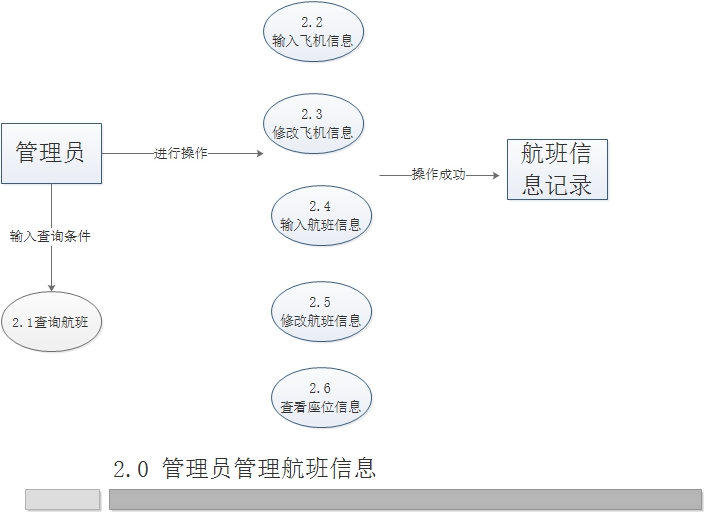 2.2
输入飞机信息
2.3
修改飞机信息
管理员
进行操作
航班信
息记录
操作成功
2.4
输入航班信息
输入查询条件
2.5
修改航班信息
2.1查询航班
2.6
查看座位信息
2.0 管理员管理航班信息